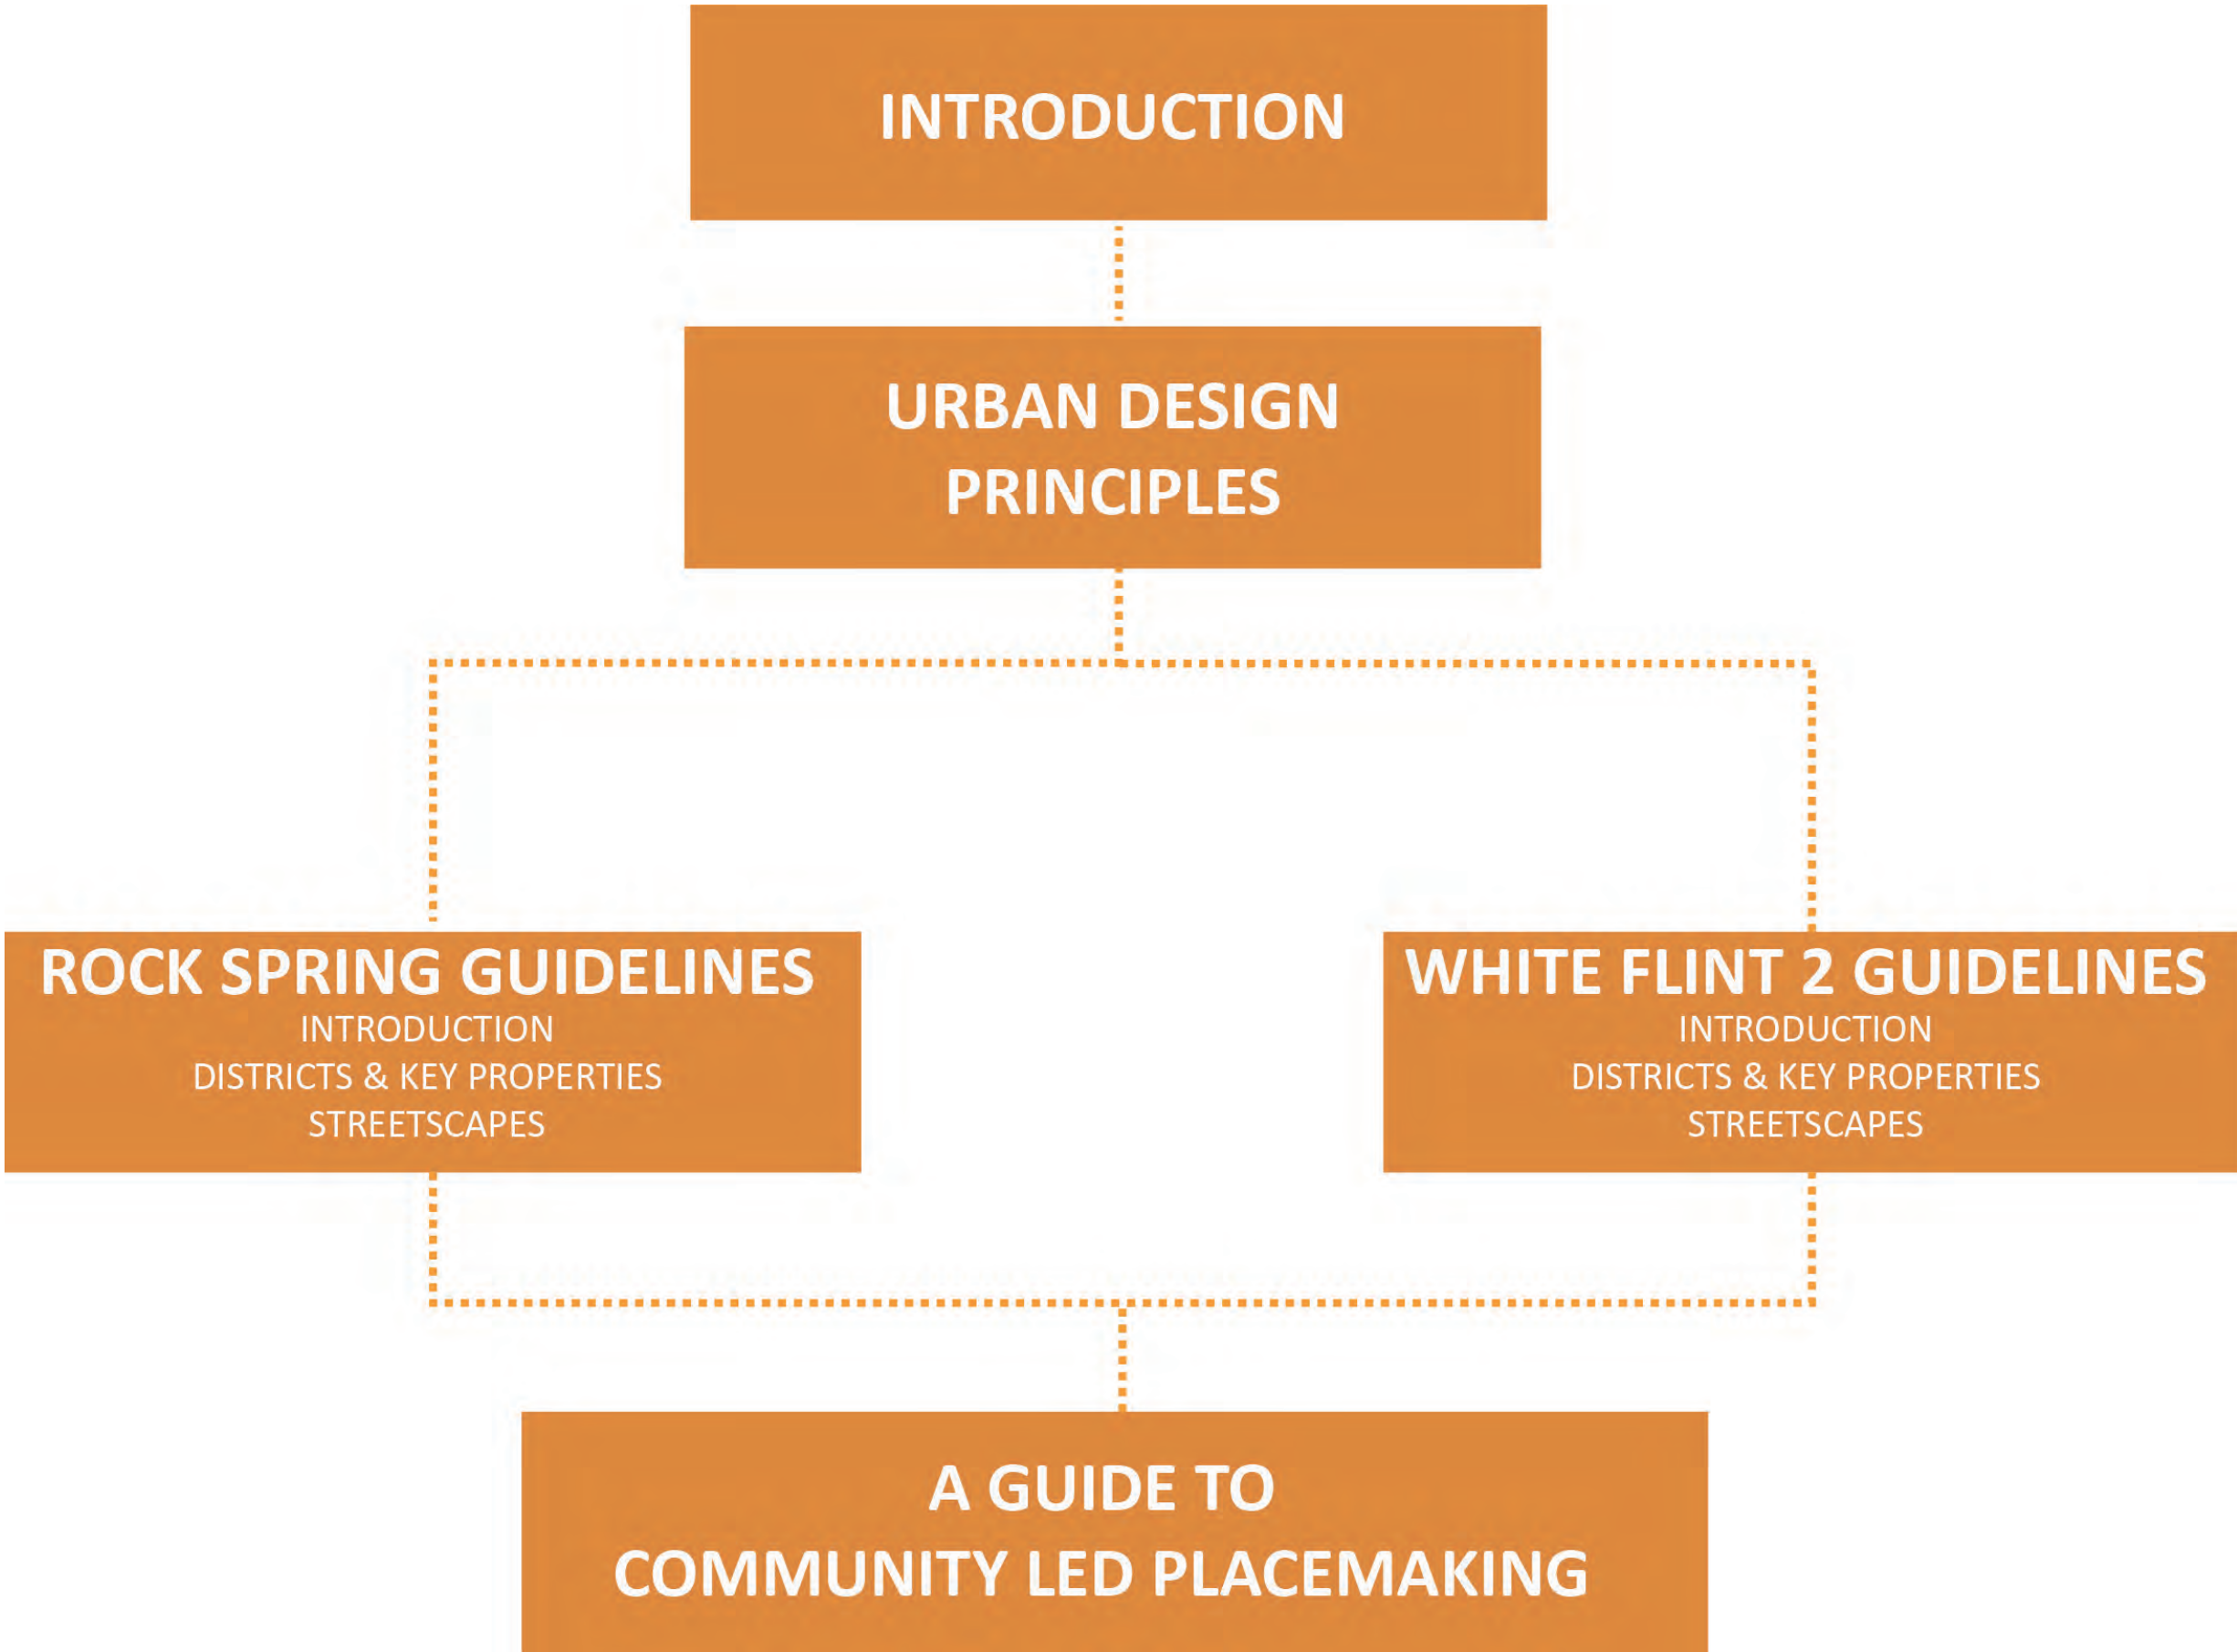 INTRODUCTION
URBAN DESIGN
PRINCIPLES
ROCK SPRING GUIDELINES
INTRODUCTION
DISTRICTS & KEY PROPERTIES
STREETSCAPES
WHITE FLINT 2 GUIDELINES
INTRODUCTION
DISTRICTS & KEY PROPERTIES
STREETSCAPES
A GUIDE TO
COMMUNITY LED PLACEMAKING